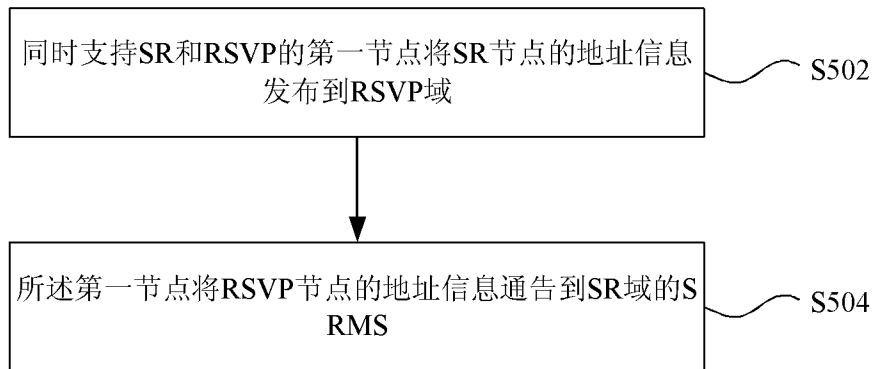 同时支持SR和RSVP的第一节点将SR节点的地址信息
发布到RSVP域
S502
所述第一节点将RSVP节点的地址信息通告到SR域的S
RMS
S504